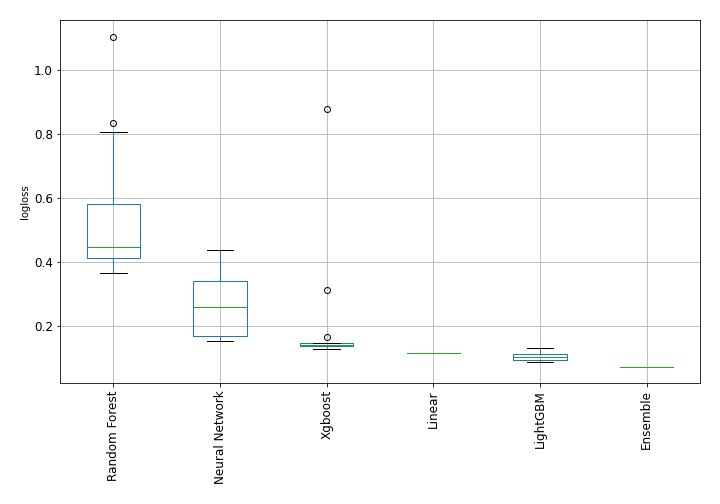 1.0
0.8
0.6
0.4
0.2
logloss
Random Forest
Neural Network
Xgboost
Linear
LightGBM
Ensemble